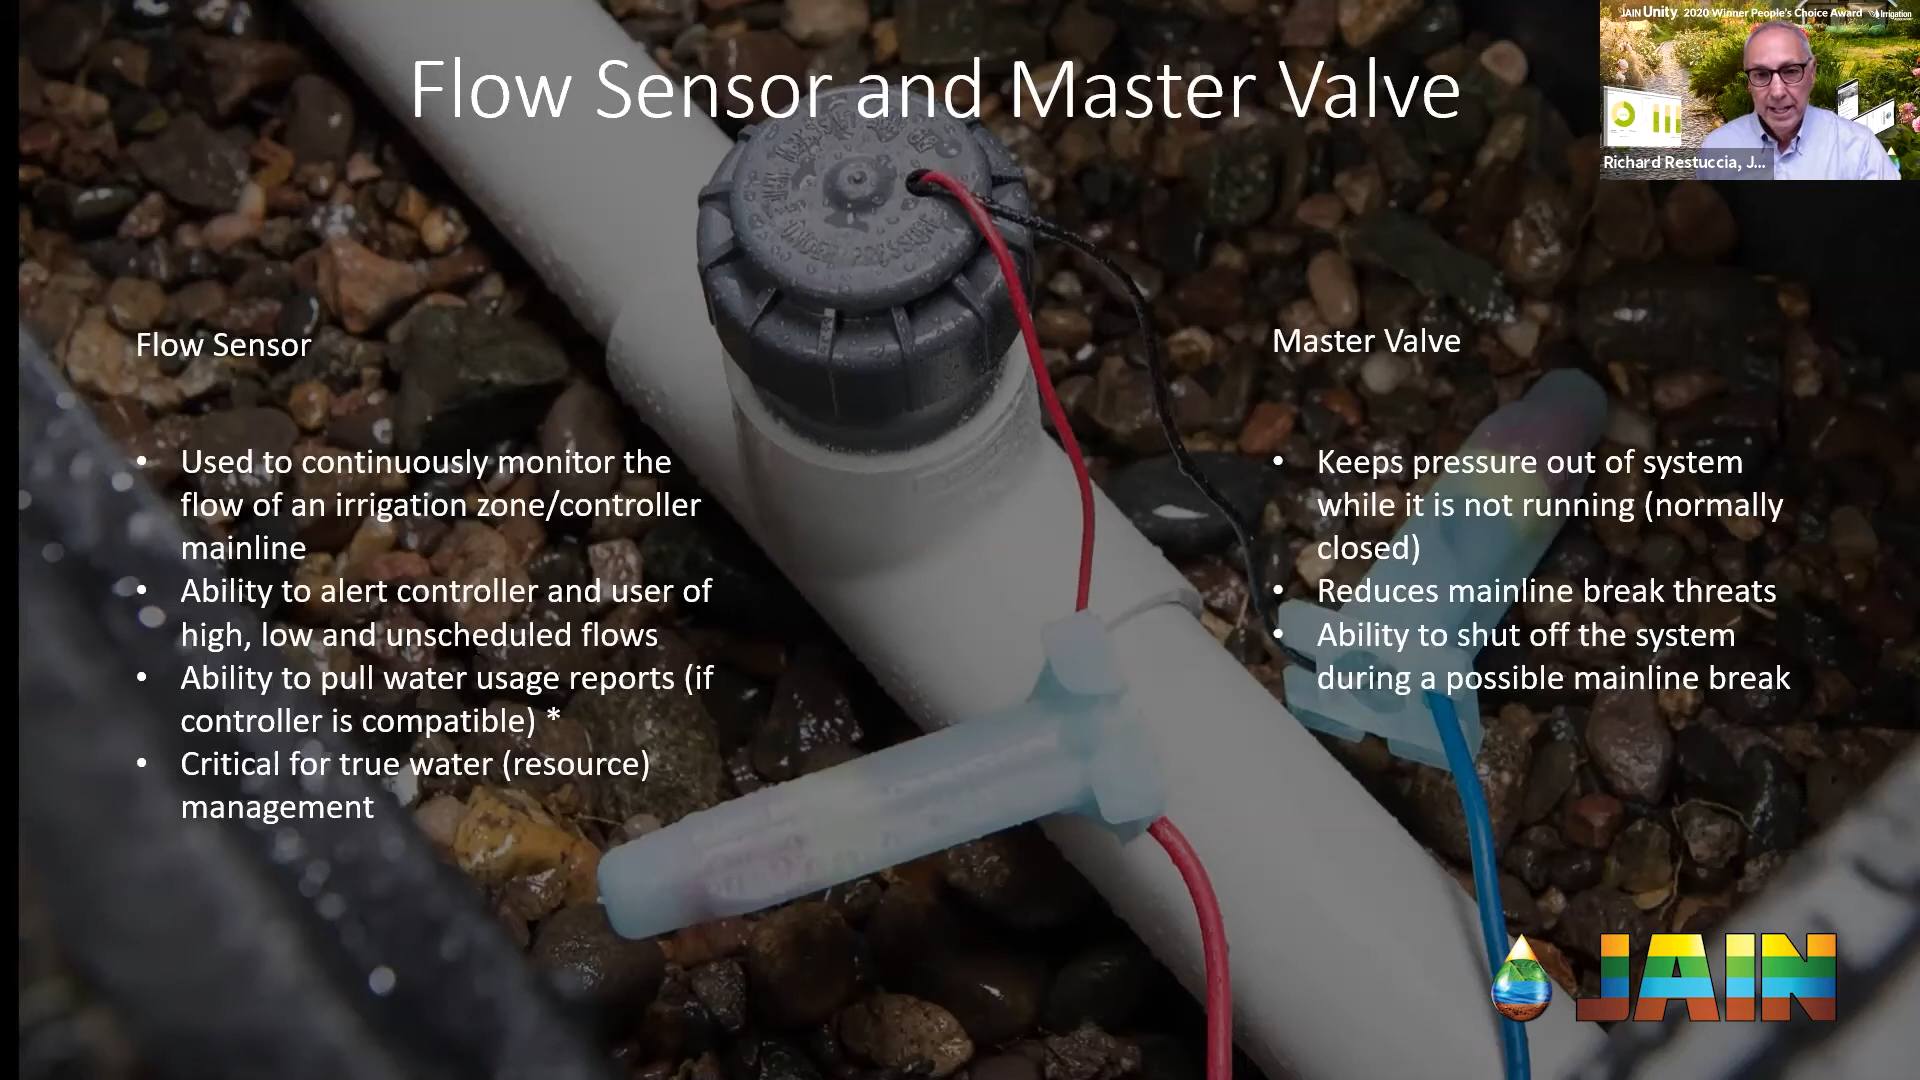 Flow Sensor and Master Valve
JAIN Unity. 2020 Winner People's Choice Award Irrigation
Richard Restuccia, J...
Flow Sensor
• Used to continuously monitor the
flow of an irrigation zone/controller
mainline
• Ability to alert controller and user of
high, low and unscheduled flows
• Ability to pull water usage reports (if
controller is compatible) *
• Critical for true water (resource)
management
Master Valve
• Keeps pressure out of system
while it is not running (normally
closed)
• Reduces mainline break threats
• Ability to shut off the system
during a possible mainline break
UNDER PRESSURE
JAIN